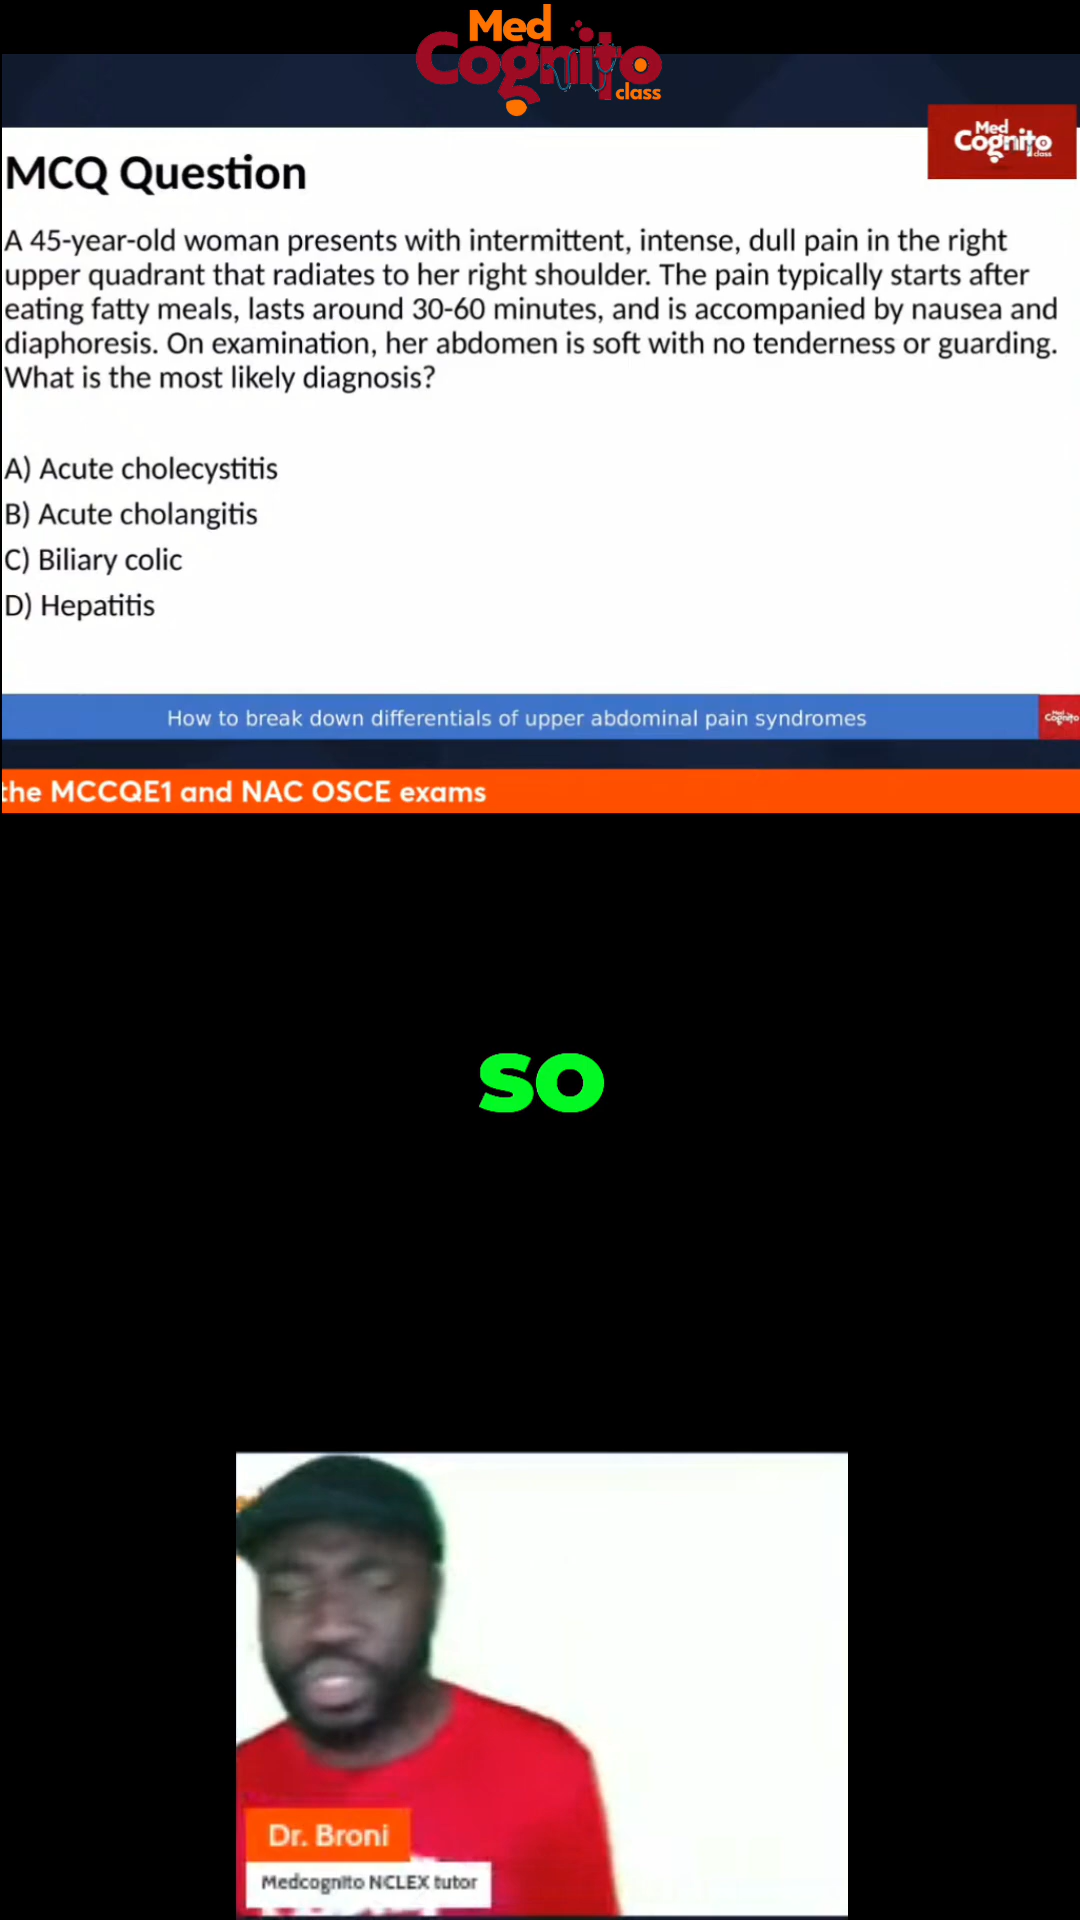 Med
Cognito
class
Med
Cognito
class
MCQ Question
A 45-year-old woman presents with intermittent, intense, dull pain in the right
upper quadrant that radiates to her right shoulder. The pain typically starts after
eating fatty meals, lasts around 30-60 minutes, and is accompanied by nausea and
diaphoresis. On examination, her abdomen is soft with no tenderness or guarding.
What is the most likely diagnosis?
A) Acute cholecystitis
B) Acute cholangitis
C) Biliary colic
D) Hepatitis
How to break down differentials of upper abdominal pain syndromes
Med
Cognito
the MCCQE1 and NAC OSCE exams
SO
Dr. Broni
Medcognito NCLEX tutor